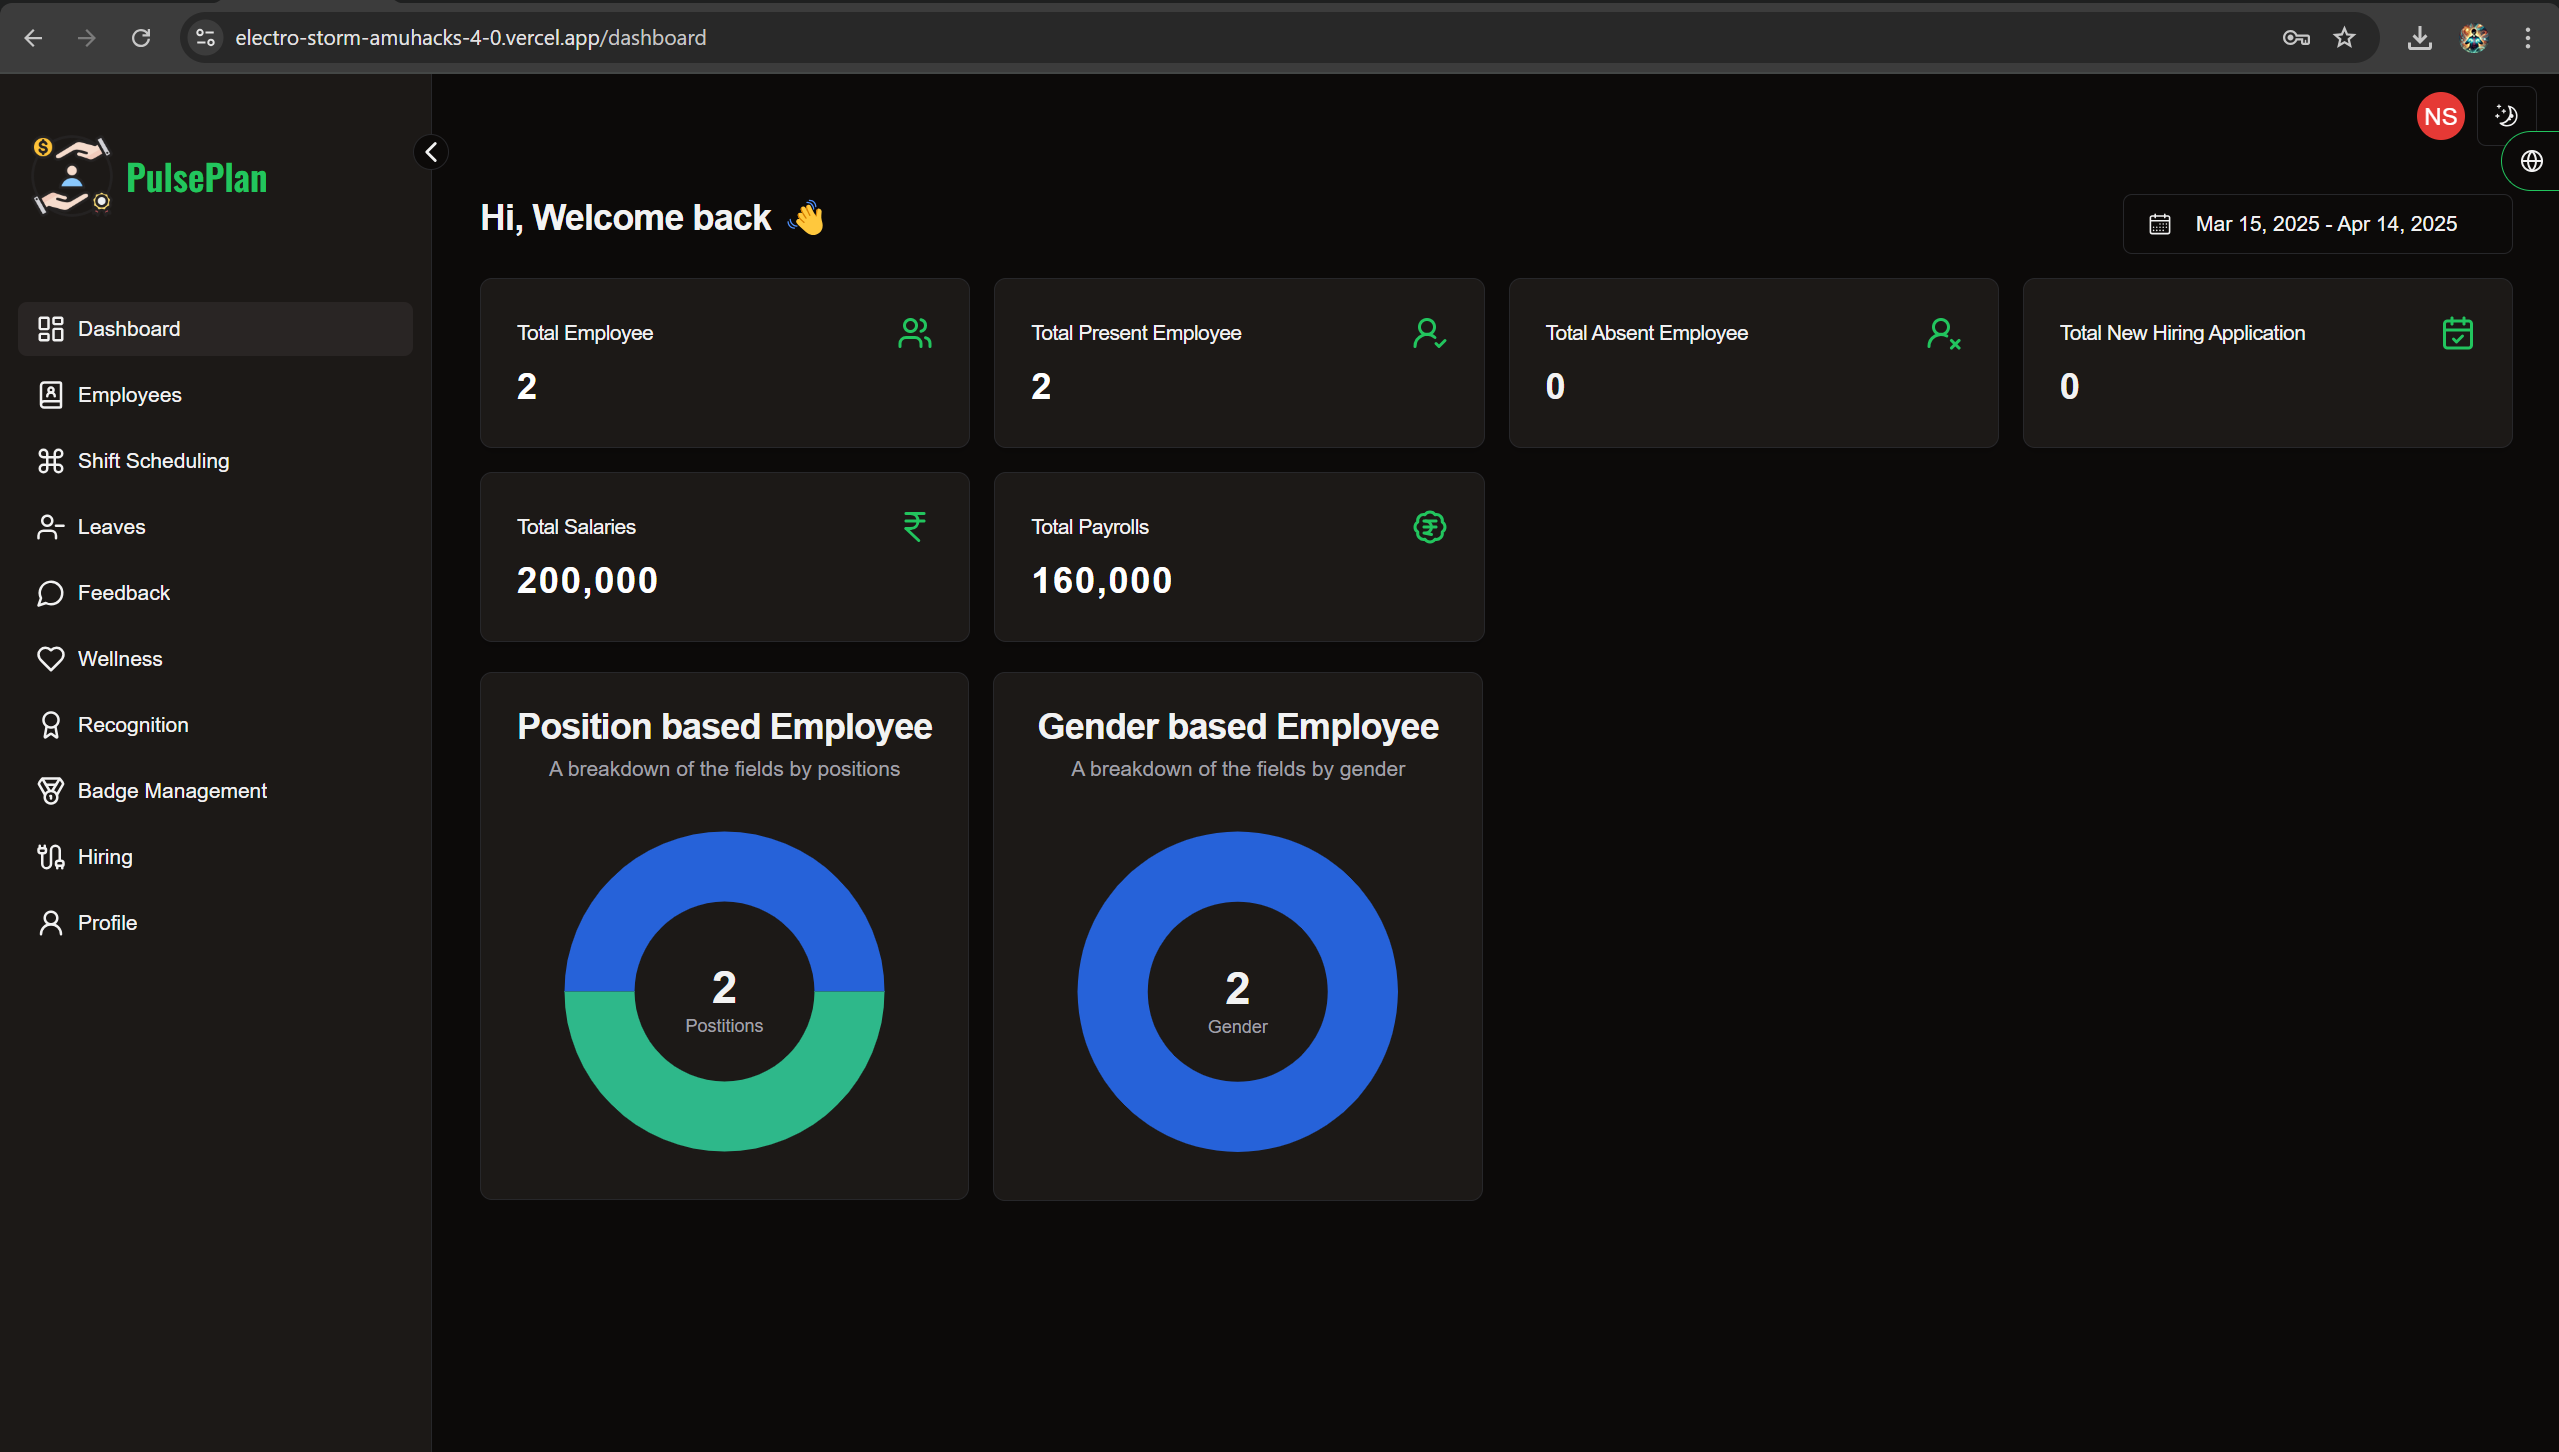 electro-storm-amuhacks-4-0.vercel.app/dashboard
NS
PulsePlan
Hi, Welcome back 👋
Mar 15, 2025 - Apr 14, 2025
Dashboard
Employees
Shift Scheduling
Leaves
Feedback
Wellness
Recognition
Badge Management
Hiring
Profile
Total Employee
2
Total Present Employee
2
Total Absent Employee
0
Total New Hiring Application
0
Total Salaries
200,000
Total Payrolls
160,000
Position based Employee
A breakdown of the fields by positions
2
Postitions
Gender based Employee
A breakdown of the fields by gender
2
Gender